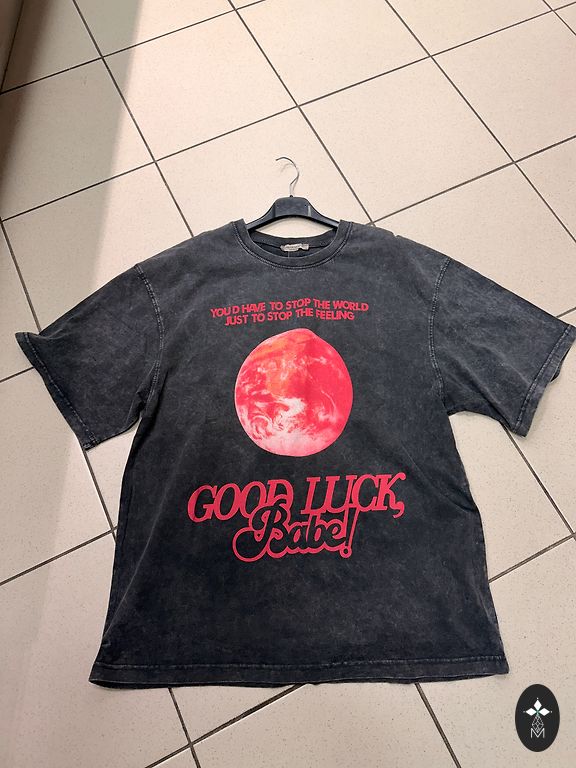 YOU'D HAVE TO STOP THE WORLD
JUST TO STOP THE FEELING
GOOD LUCK,
Babe!